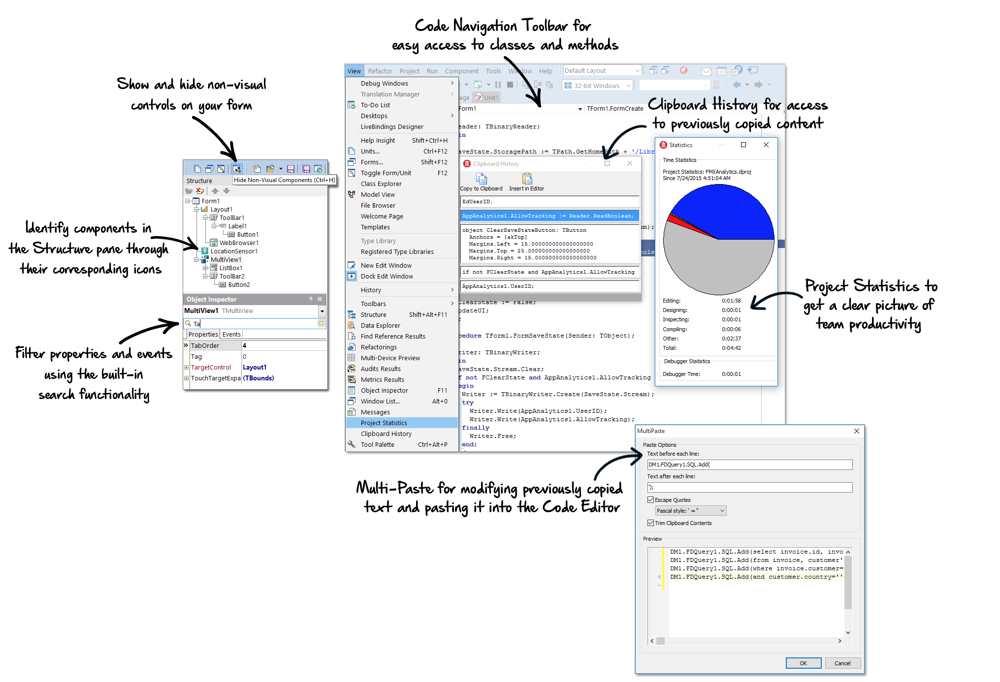 Code Navigation Toolbar for
easy access to classes and methods
Show and hide non-visual
controls on your form
Hide Non-Visual Components (Ctrl+H)
Structure
Form1
Layout1
ToolBar1
Label1
Button1
WebBrowser1
LocationSensor1
MultiView1
ListBox1
ToolBar2
Button2
Identify components in
the Structure pane through
their corresponding icons
Object Inspector
MultiView1 TMultiView
Ta
Properties Events
TabOrder 4
Tag 0
TargetControl Layout1
TouchTargetExpa (TBounds)
Filter properties and events
using the built-in
search functionality
View Refactor Project Run Component Tools Window Help Default Layout
32-bit Windows
age Unit1
Form1 TForm1.FormCreate
Debug Windows
Translation Manager
To-Do List
Desktops
LiveBindings Designer
Help Insight Shift+Ctrl+H
Units... Ctrl+F12
Forms... Shift+F12
Toggle Form/Unit F12
Class Explorer
Model View
File Browser
Welcome Page
Templates
Type Library
Registered Type Libraries
New Edit Window
Dock Edit Window
History
Toolbars
Structure Shift+Alt+F11
Data Explorer
Find Reference Results
Refactorings
Multi-Device Preview
Audits Results
Metrics Results
Object Inspector F11
Window List... Alt+0
Messages
Project Statistics
Clipboard History
Tool Palette Ctrl+Alt+P
eader: TBinaryReader;
in
aveState.StoragePath := TPath.GetHomePath + '/Libr
am);
oole
Clipboard History for access
to previously copied content
Clipboard History
Copy to Clipboard Insert in Editor
EdUserID.
AppAnalytics1.AllowTracking := Reader.ReadBoolean;
object ClearSaveStateButton: TButton
Anchors = [akTop]
Margins.Left = 15.000000000000000000
Margins.Top = 25.000000000000000000
Margins.Right = 15.000000000000000000
if not FClearState and AppAnalytics1.AllowTracking
AppAnalytics1.UserID;
ClearState := False;
pdateUI;
;
cedure TForm1.FormSaveState(Sender: TObject);
riter: TBinaryWriter;
in
aveState.Stream.Clear;
f not FClearState and AppAnalytics1.AllowTracking
egin
Writer := TBinaryWriter.Create(SaveState.Stream);
try
Writer.Write(AppAnalytics1.UserID);
Writer.Write(AppAnalytics1.AllowTracking);
finally
Writer.Free;
end;
Statistics
Time Statistics
Project Statistics: FMXAnalytics.dproj
Since 7/24/2015 4:51:04 AM
Editing: 0:01:58
Designing: 0:00:01
Inspecting: 0:00:01
Compiling: 0:00:06
Other: 0:02:37
Total: 0:04:42
Debugger Statistics
Debugger Time: 0:00:01
Project Statistics to
get a clear picture of
team productivity
Multi-Paste for modifying previously copied
text and pasting it into the Code Editor
MultiPaste
Paste Options
Text before each line:
DM1.FDQuery1.SQL.Add(
Text after each line:
');
Escape Quotes
Pascal style: ' ⇒ ''
Trim Clipboard Contents
Preview
DM1.FDQuery1.SQL.Add(select invoice.id, invo
DM1.FDQuery1.SQL.Add(from invoice, customer'
DM1.FDQuery1.SQL.Add(where invoice.customer=
4 DM1.FDQuery1.SQL.Add(and customer.country=''
OK Cancel